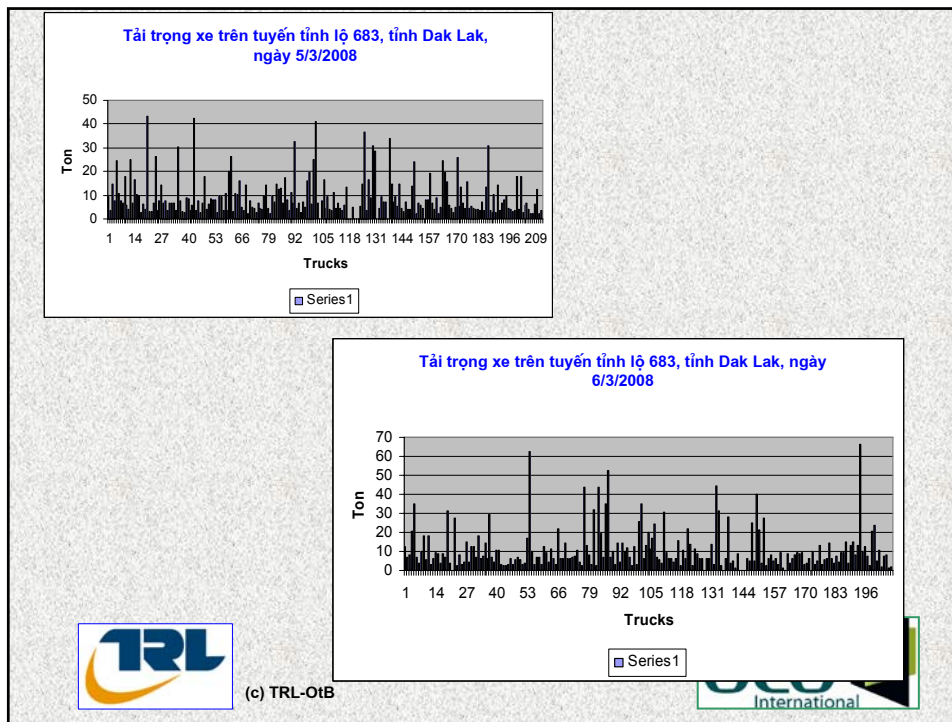 Tải trọng xe trên tuyến tỉnh lộ 683, tỉnh Dak Lak,
ngày 5/3/2008
50
40
30
20
10
0
Ton
1 14 27 40 53 66 79 92 105 118 131 144 157 170 183 196 209
Trucks
Series1
Tải trọng xe trên tuyến tỉnh lộ 683, tỉnh Dak Lak, ngày
6/3/2008
70
60
50
40
30
20
10
0
Ton
1 14 27 40 53 66 79 92 105 118 131 144 157 170 183 196
Trucks
Series1
TRL
(c) TRL-OtB
International